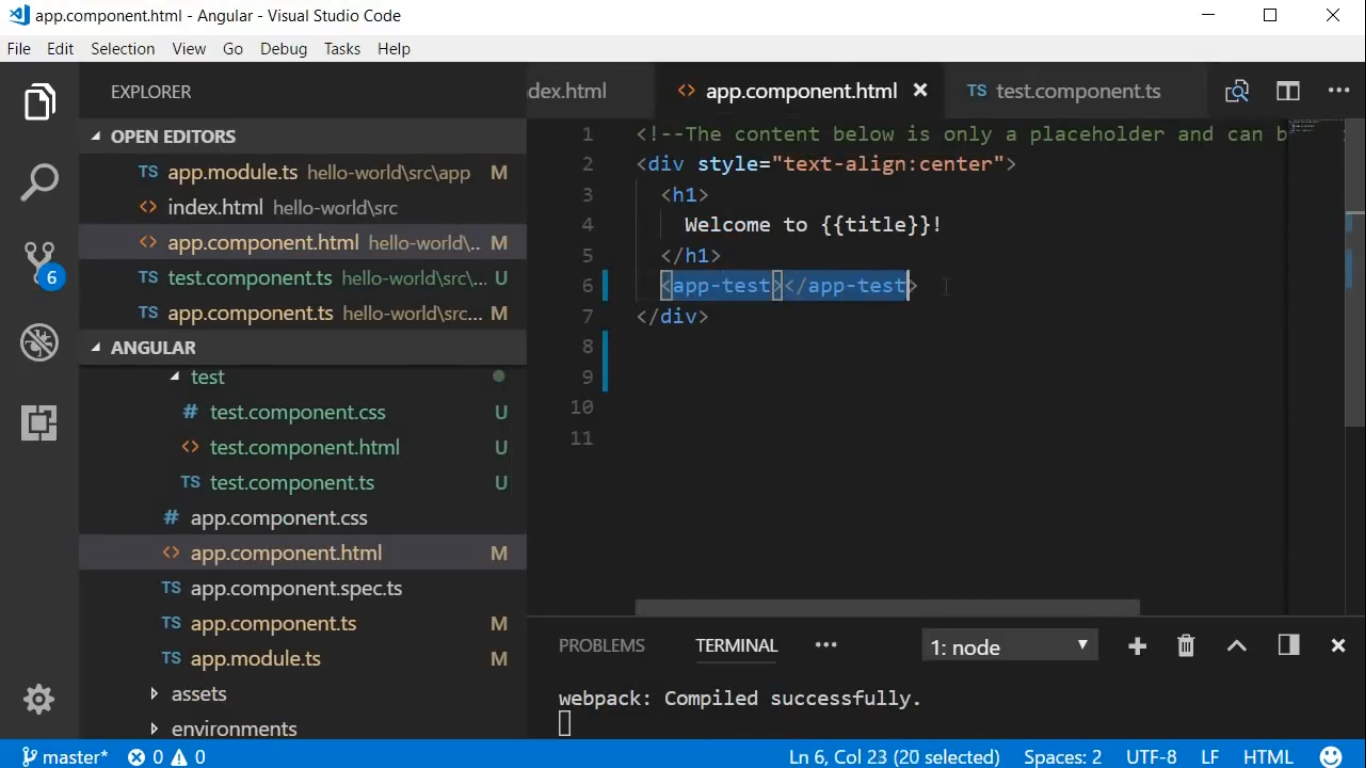 app.component.html - Angular - Visual Studio Code
File Edit Selection View Go Debug Tasks Help
EXPLORER
OPEN EDITORS
TS app.module.ts hello-world\src\app M
<> index.html hello-world\src
<> app.component.html hello-world\.. M
TS test.component.ts hello-world\src\... U
TS app.component.ts hello-world\src... M
ANGULAR
test
# test.component.css U
<> test.component.html U
TS test.component.ts U
# app.component.css
<> app.component.html M
TS app.component.spec.ts
TS app.component.ts M
TS app.module.ts M
assets
environments
6
dex.html <> app.component.html TS test.component.ts
1 <!--The content below is only a placeholder and can b
2 <div style="text-align:center">
3 <h1>
4 Welcome to {{title}}!
5 </h1>
6 <app-test></app-test>
7 </div>
8
9
10
11
PROBLEMS TERMINAL ••• 1: node
webpack: Compiled successfully.
master* 0 0 Ln 6, Col 23 (20 selected) Spaces: 2 UTF-8 LF HTML